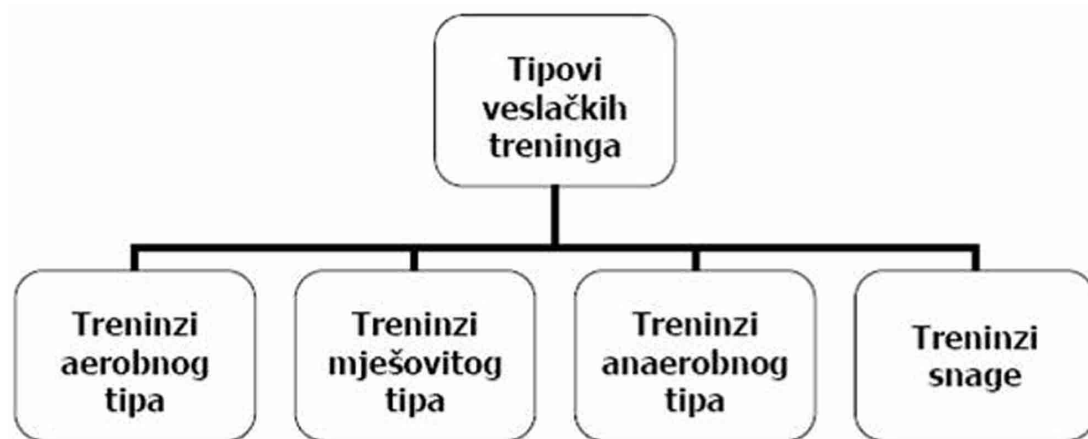 Tipovi
veslačkih
treninga
Treninzi
aerobnog
tipa
Treninzi
mješovitog
tipa
Treninzi
anaerobnog
tipa
Treninzi
snage